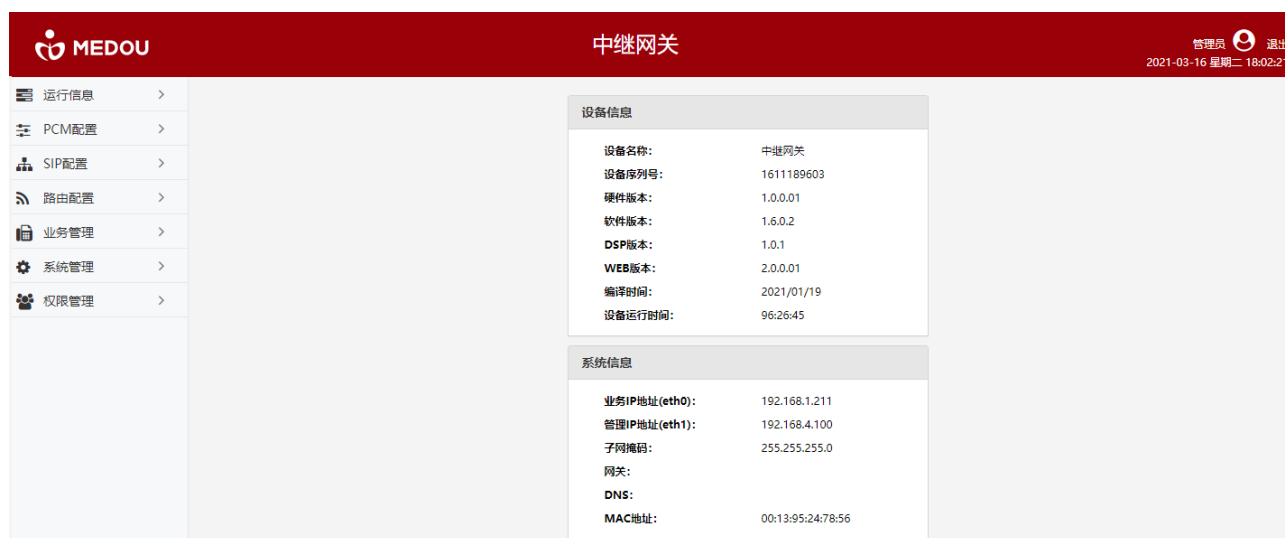 MEDOU
中继网关
管理员 退出
2021-03-16 星期二 18:02:21
运行信息
PCM配置
SIP配置
路由配置
业务管理
系统管理
权限管理
设备信息
设备名称: 中继网关
设备序列号: 1611189603
硬件版本: 1.0.0.01
软件版本: 1.6.0.2
DSP版本: 1.0.1
WEB版本: 2.0.0.01
编译时间: 2021/01/19
设备运行时间: 96:26:45
系统信息
业务IP地址(eth0): 192.168.1.211
管理IP地址(eth1): 192.168.4.100
子网掩码: 255.255.255.0
网关:
DNS:
MAC地址: 00:13:95:24:78:56